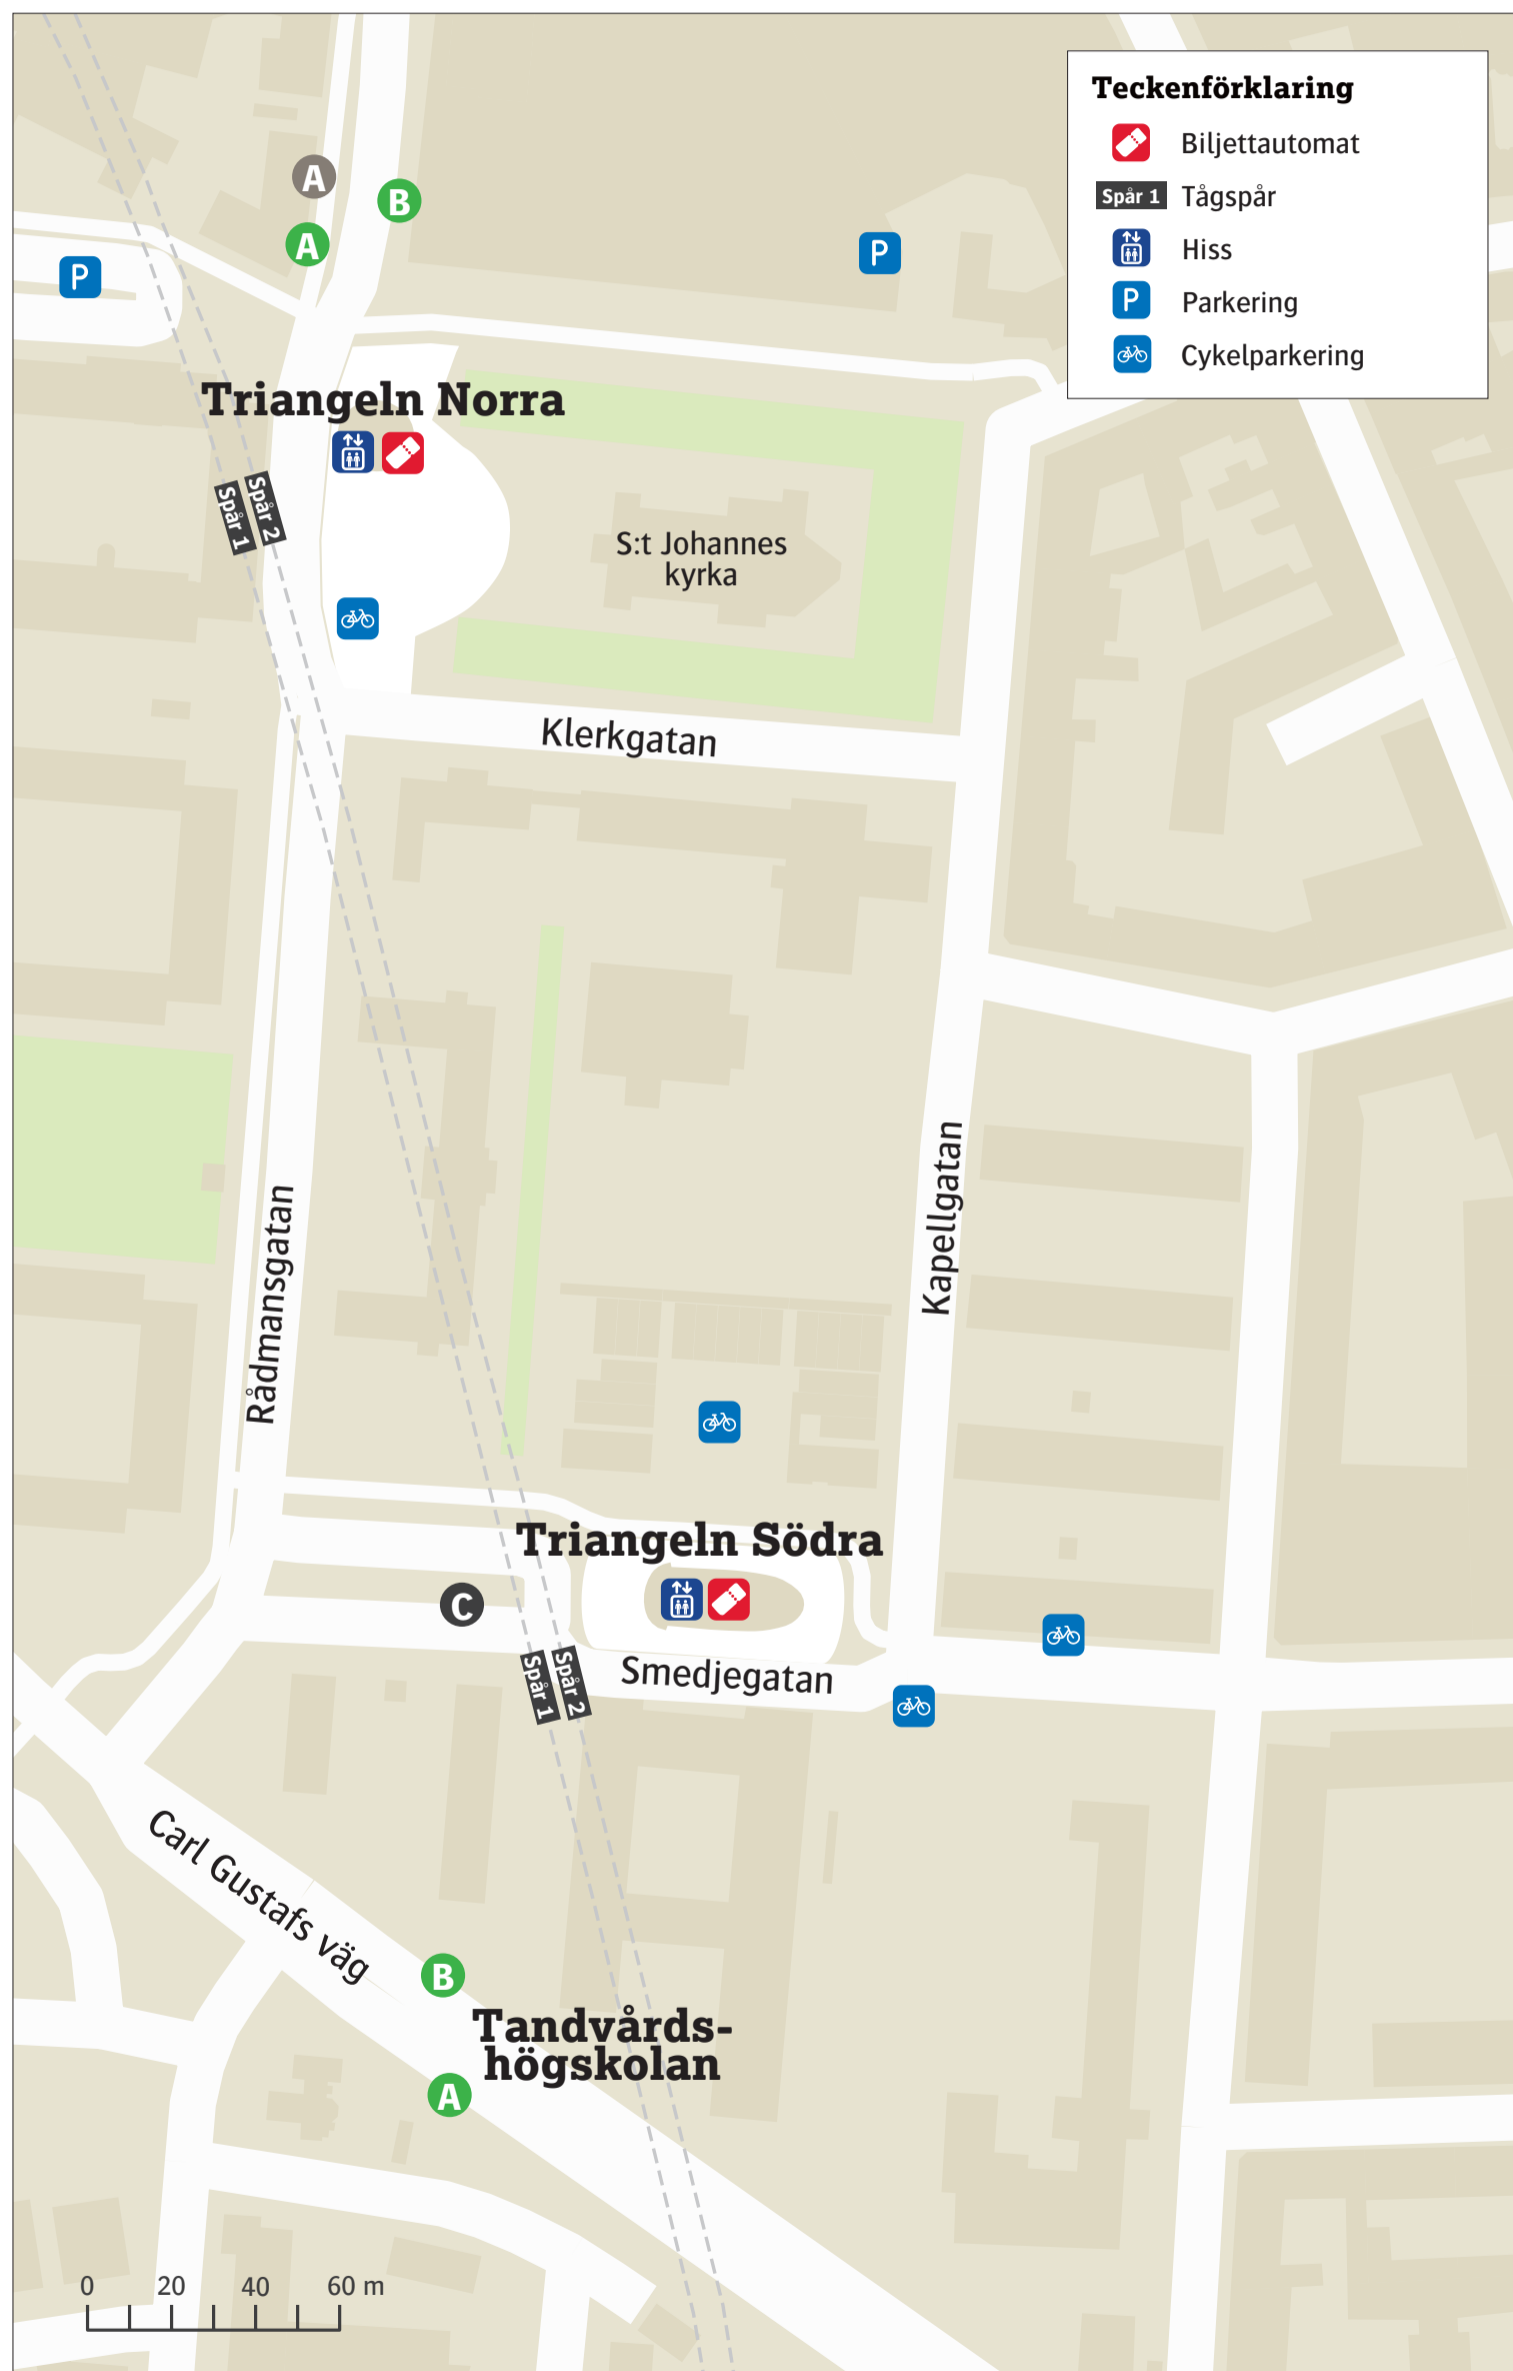 Teckenförklaring
Biljettautomat
Spår 1 Tågspår
Hiss
P Parkering
Cykelparkering
A
B
A
P
P
Triangeln Norra
Spår 1
Spår 2
S:t Johannes
kyrka
Klerkgatan
Rådmansgatan
Kapellgatan
Triangeln Södra
C
Spår 1
Spår 2
Smedjegatan
Carl Gustafs väg
B
Tandvårds-
högskolan
A
0 20 40 60 m